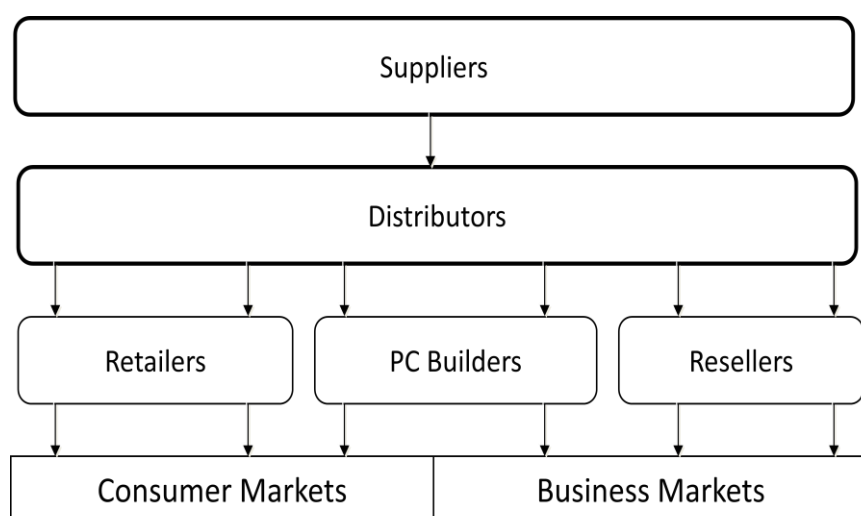 Suppliers
Distributors
Retailers
PC Builders
Resellers
Consumer Markets
Business Markets